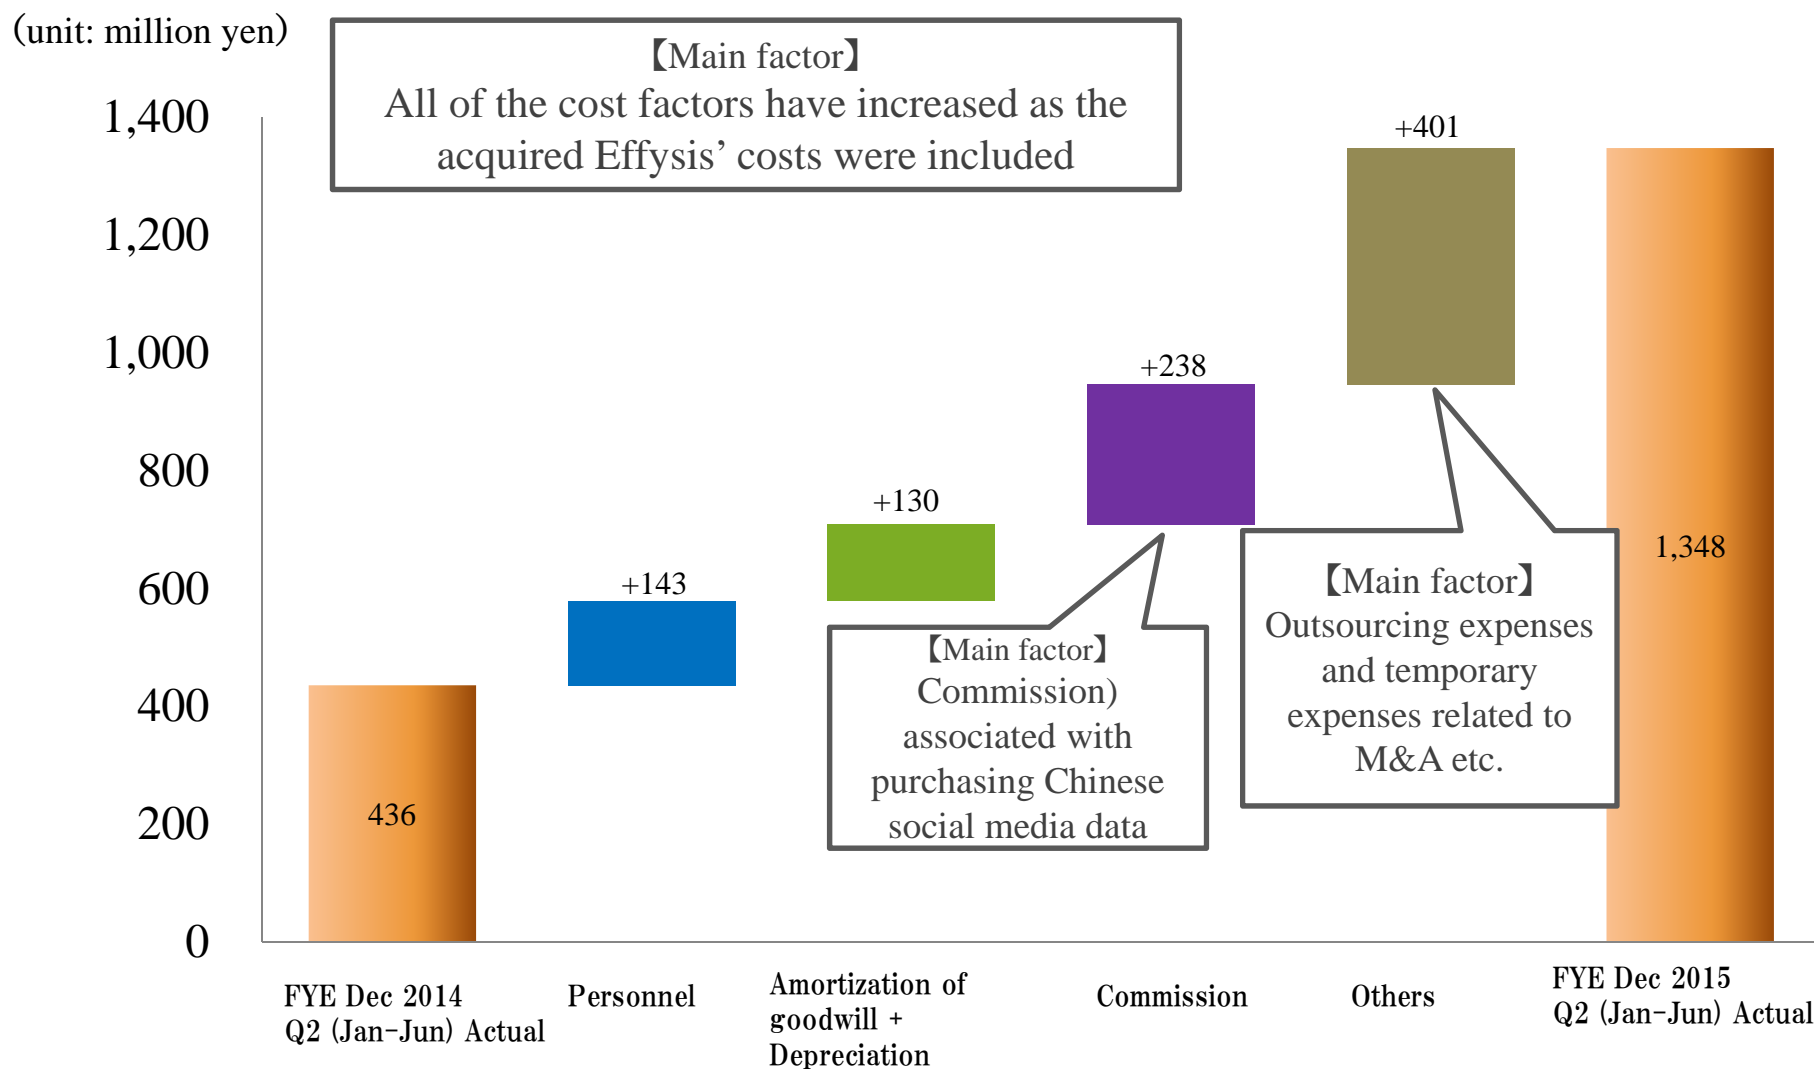 (unit: million yen)
【Main factor】
All of the cost factors have increased as the
acquired Effysis’ costs were included
1,400
1,200
1,000
800
600
400
200
0
+401
+238
+130
+143
436
1,348
【Main factor】
Commission)
associated with
purchasing Chinese
social media data
【Main factor】
Outsourcing expenses
and temporary
expenses related to
M&A etc.
FYE Dec 2014
Q2 (Jan-Jun) Actual
Personnel
Amortization of
goodwill +
Depreciation
Commission
Others
FYE Dec 2015
Q2 (Jan-Jun) Actual